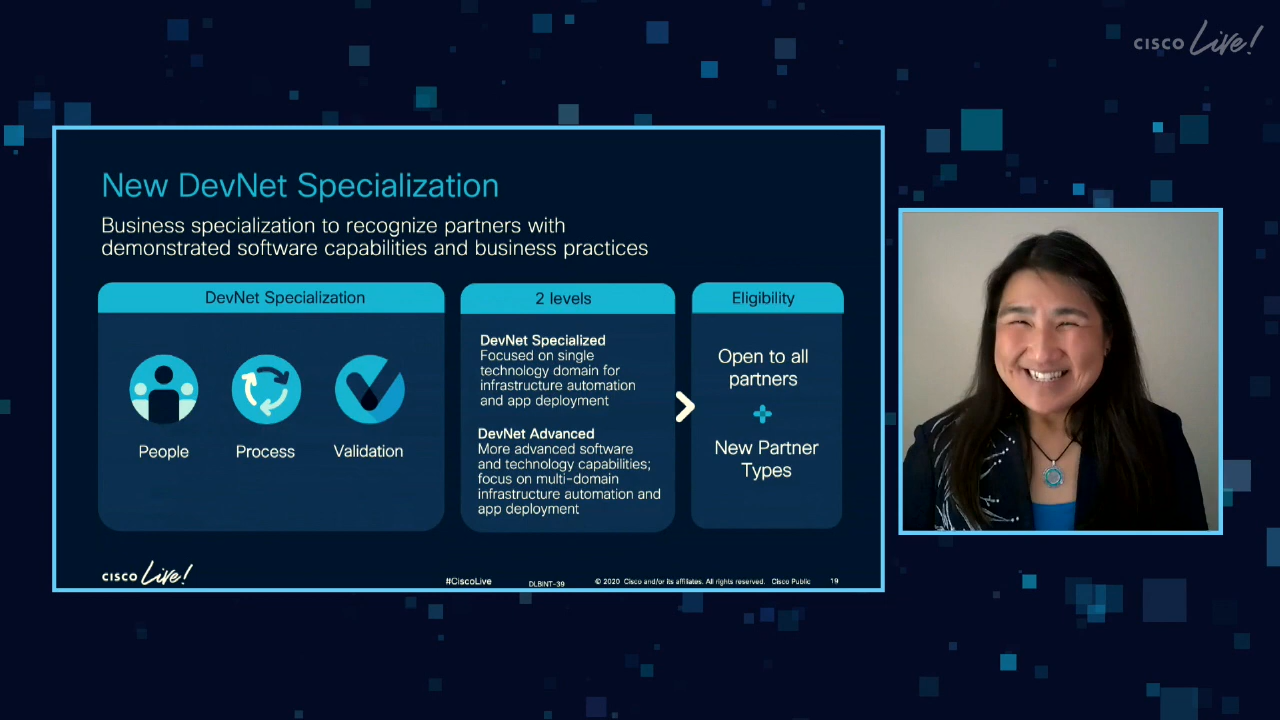 CISCO Live!
New DevNet Specialization
Business specialization to recognize partners with
demonstrated software capabilities and business practices
DevNet Specialization
People
Process
Validation
2 levels
DevNet Specialized
Focused on single
technology domain for
infrastructure automation
and app deployment
DevNet Advanced
More advanced software
and technology capabilities;
focus on multi-domain
infrastructure automation and
app deployment
Eligibility
Open to all
partners
New Partner
Types
CISCO Live!
#CiscoLive
DLBINT-39
© 2020 Cisco and/or its affiliates. All rights reserved. Cisco Public
19